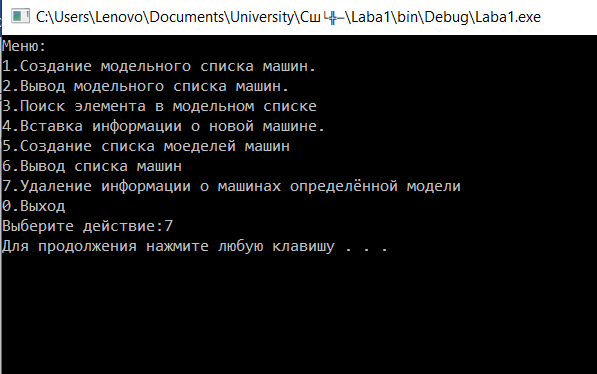 C:\Users\Lenovo\Documents\University\Сш└╬─\Laba1\bin\Debug\Laba1.exe
Меню:
1.Создание модельного списка машин.
2.Вывод модельного списка машин.
3.Поиск элемента в модельном списке
4.Вставка информации о новой машине.
5.Создание списка моеделей машин
6.Вывод списка машин
7.Удаление информации о машинах определённой модели
0.Выход
Выберите действие:7
Для продолжения нажмите любую клавишу . . .